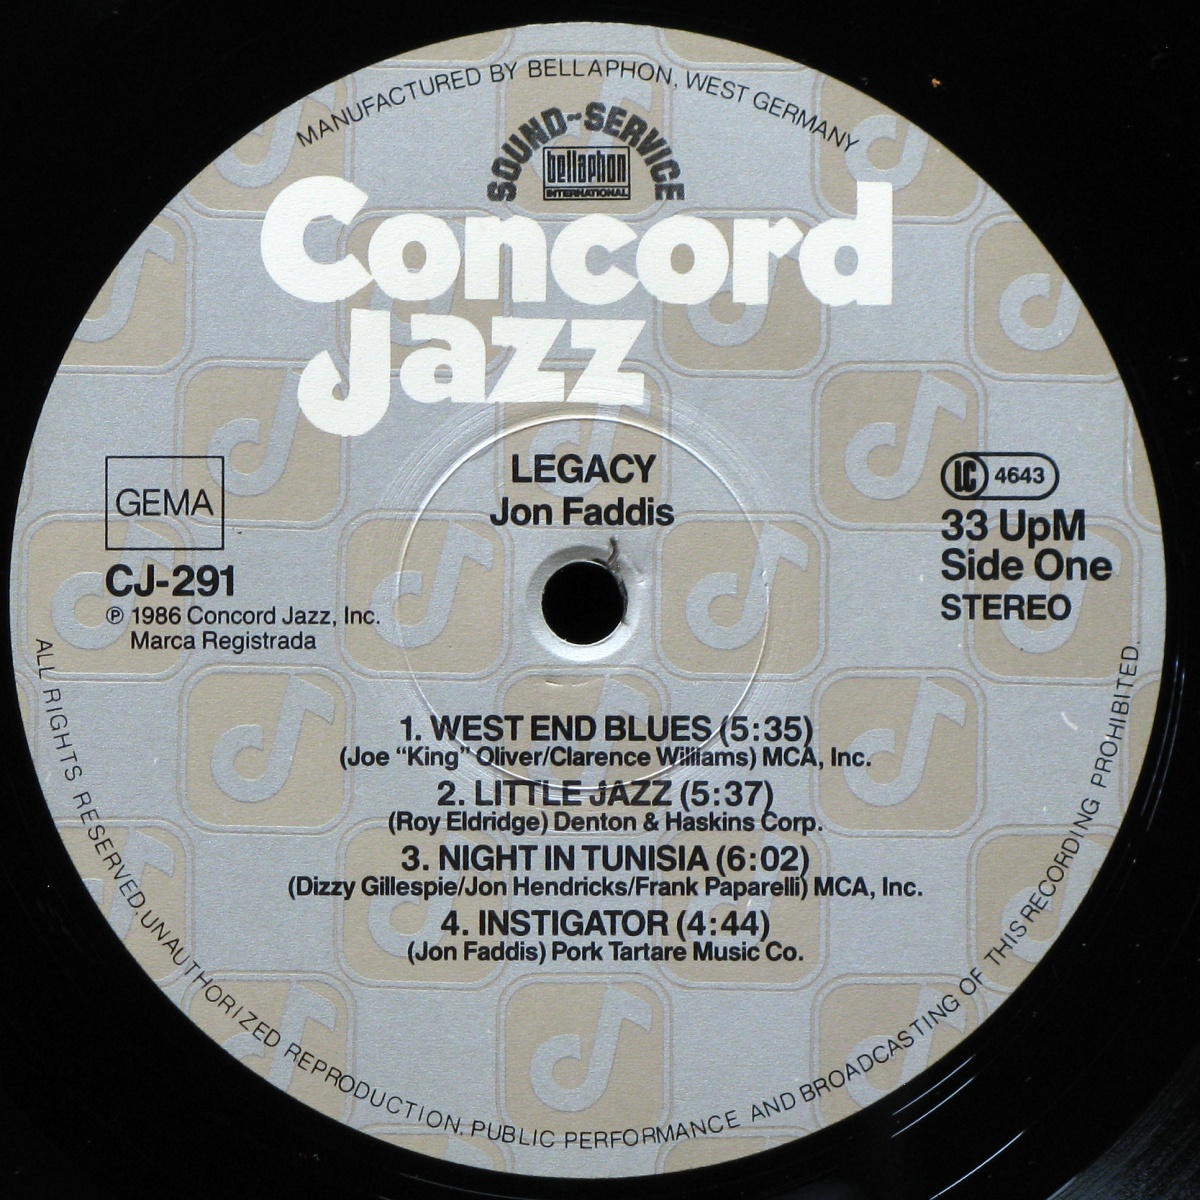 MANUFACTURED BY BELLAPHON, WEST GERMANY
SOUND-SERVICE
bellaphon
INTERNATIONAL
Concord
Jazz
LEGACY
Jon Faddis
GEMA
CJ-291
℗ 1986 Concord Jazz, Inc.
Marca Registrada
LC 4643
33 UpM
Side One
STEREO
1. WEST END BLUES (5:35)
(Joe “King” Oliver/Clarence Williams) MCA, Inc.
2. LITTLE JAZZ (5:37)
(Roy Eldridge) Denton & Haskins Corp.
3. NIGHT IN TUNISIA (6:02)
(Dizzy Gillespie/Jon Hendricks/Frank Paparelli) MCA, Inc.
4. INSTIGATOR (4:44)
(Jon Faddis) Pork Tartare Music Co.
ALL RIGHTS RESERVED. UNAUTHORIZED REPRODUCTION, PUBLIC PERFORMANCE AND BROADCASTING OF THIS RECORDING PROHIBITED.